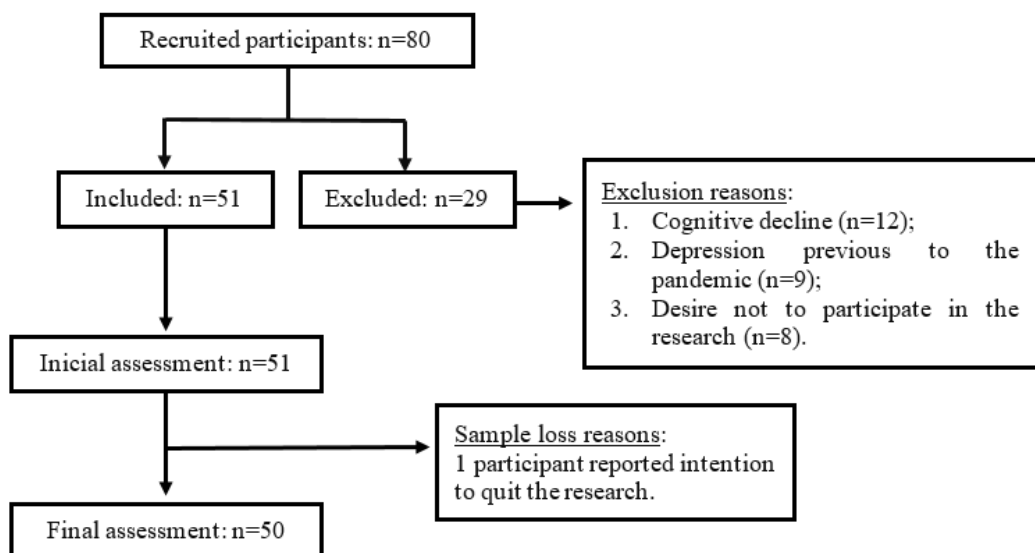 Recruited participants: n=80
Included: n=51
Excluded: n=29
Exclusion reasons:
1. Cognitive decline (n=12);
2. Depression previous to the
pandemic (n=9);
3. Desire not to participate in the
research (n=8).
Inicial assessment: n=51
Sample loss reasons:
1 participant reported intention
to quit the research.
Final assessment: n=50